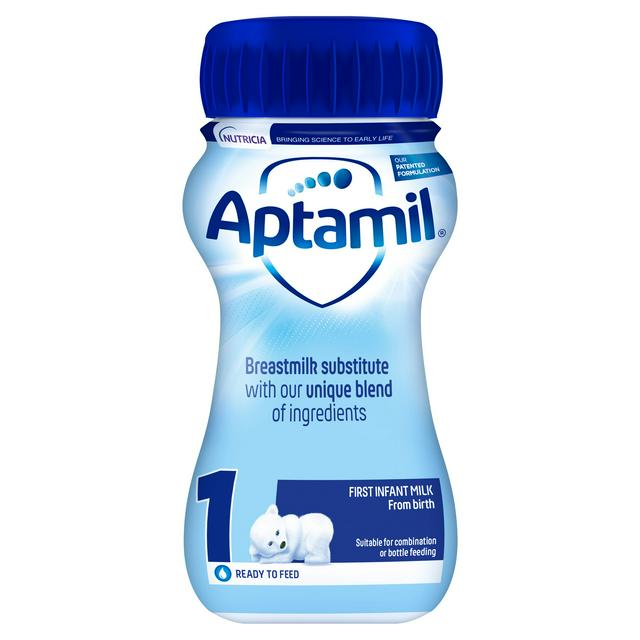 NUTRICIA BRINGING SCIENCE TO EARLY LIFE
OUR
PATENTED
FORMULATION
Aptamil®
Breastmilk substitute
with our unique blend
of ingredients
1
FIRST INFANT MILK
From birth
Suitable for combination
or bottle feeding
READY TO FEED